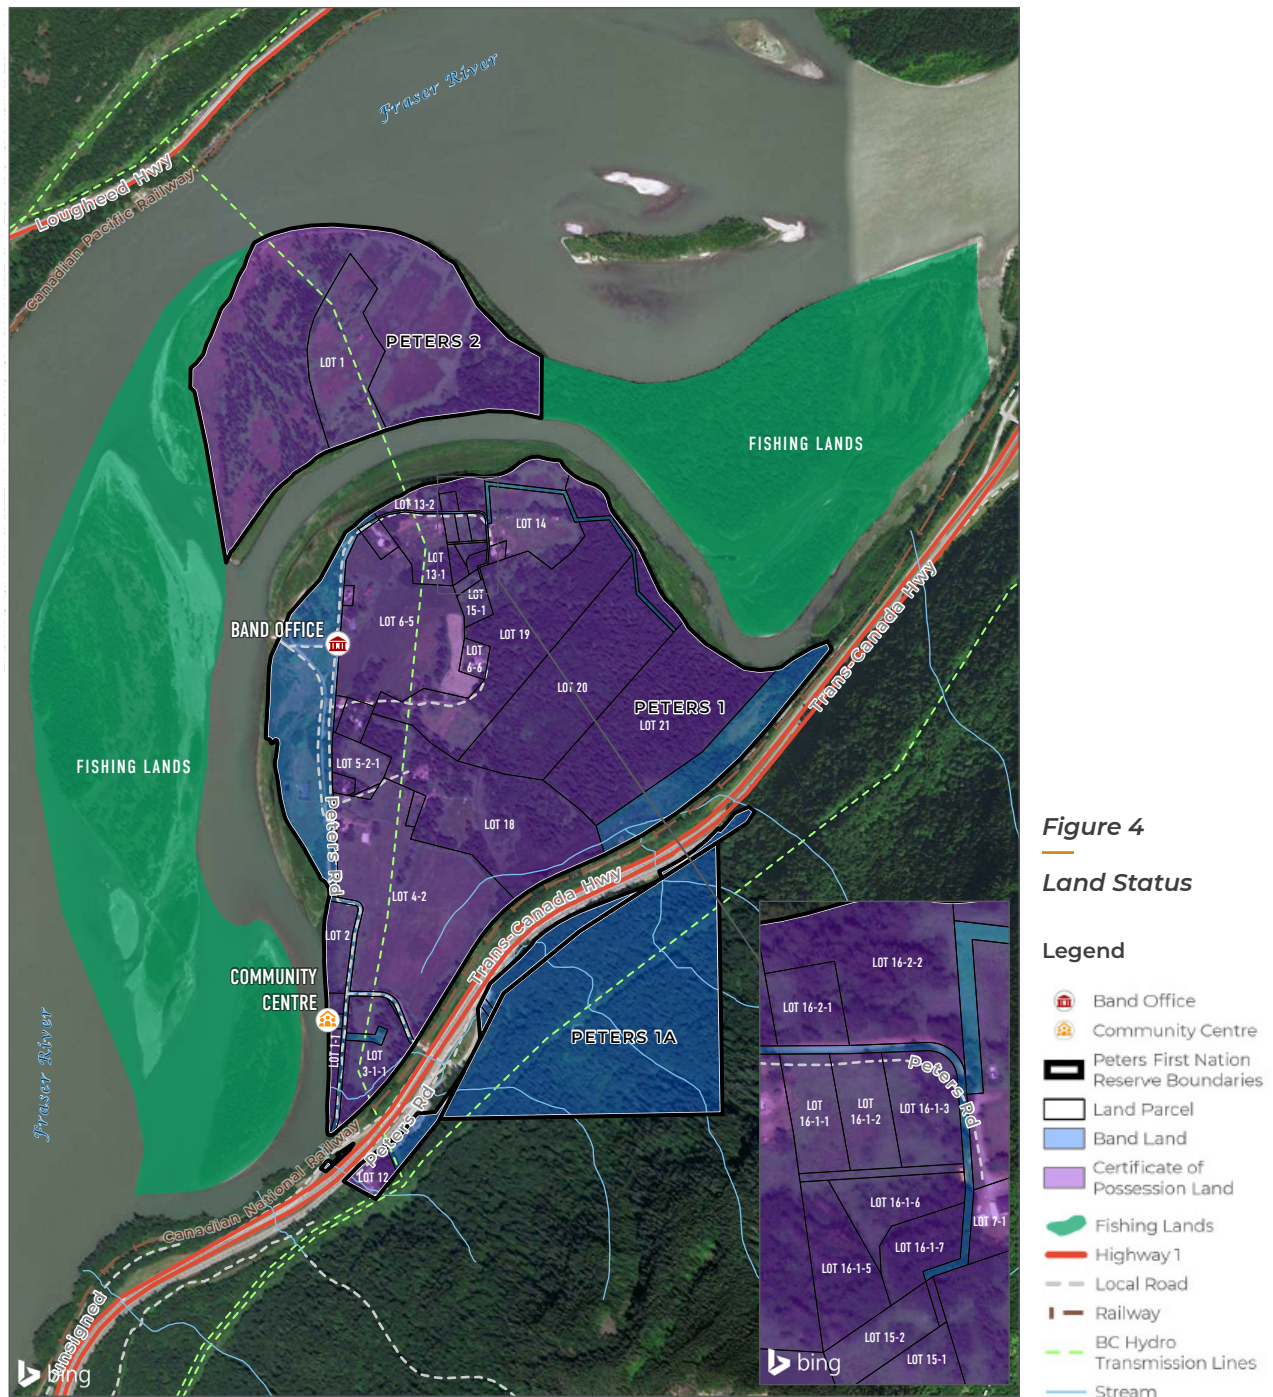 Fraser River
Lougheed Hwy
Canadian Pacific Railway
PETERS 2
LOT 1
FISHING LANDS
LOT 13-2
LOT 14
LOT
13-1
LOT
15-1
LOT 6-5
BAND OFFICE
LOT 19
LOT
6-6
LOT 20
PETERS 1
LOT 21
Trans-Canada Hwy
FISHING LANDS
LOT 5-2-1
Peters Rd
LOT 18
LOT 4-2
Trans-Canada Hwy
LOT 2
COMMUNITY
CENTRE
LOT 1-1
LOT
3-1-1
PETERS 1A
Fraser River
Peters Rd
LOT 12
Canadian National Railway
Unsigned
bing
LOT 16-2-2
LOT 16-2-1
Peters Rd
LOT
16-1-1
LOT
16-1-2
LOT 16-1-3
LOT 16-1-6
LOT 7-1
LOT 16-1-7
LOT 16-1-5
LOT 15-2
LOT 15-1
bing
Figure 4
Land Status
Legend
Band Office
Community Centre
Peters First Nation
Reserve Boundaries
Land Parcel
Band Land
Certificate of
Possession Land
Fishing Lands
Highway 1
Local Road
Railway
BC Hydro
Transmission Lines
Stream